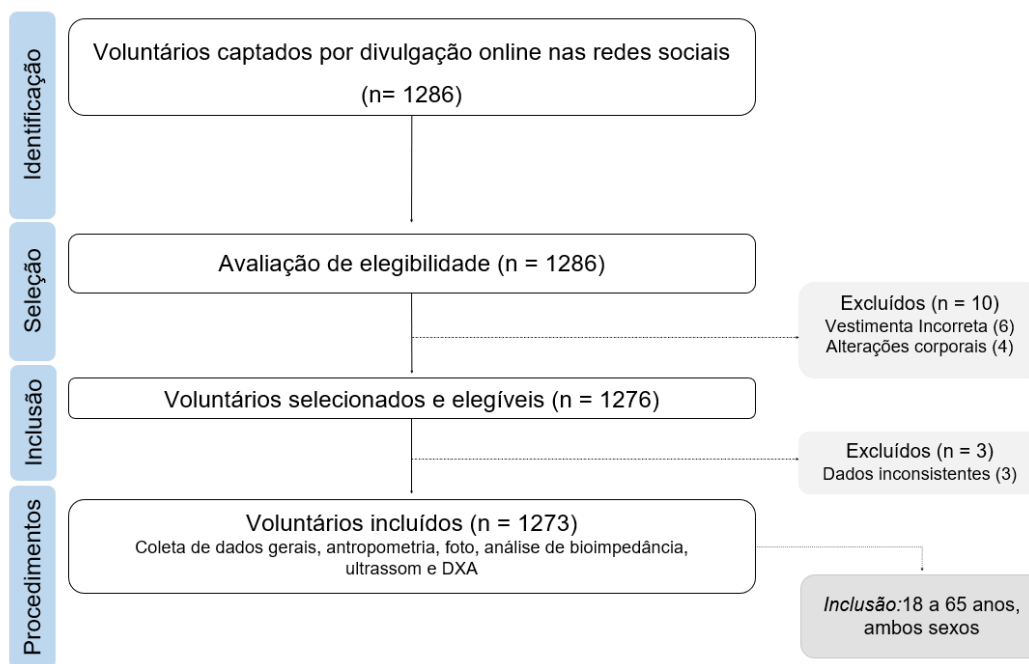 Identificação
Voluntários captados por divulgação online nas redes sociais
(n= 1286)
Seleção
Avaliação de elegibilidade (n = 1286)
Excluídos (n = 10)
Vestimenta Incorreta (6)
Alterações corporais (4)
Inclusão
Voluntários selecionados e elegíveis (n = 1276)
Excluídos (n = 3)
Dados inconsistentes (3)
Procedimentos
Voluntários incluídos (n = 1273)
Coleta de dados gerais, antropometria, foto, análise de bioimpedância,
ultrassom e DXA
Inclusão:18 a 65 anos,
ambos sexos